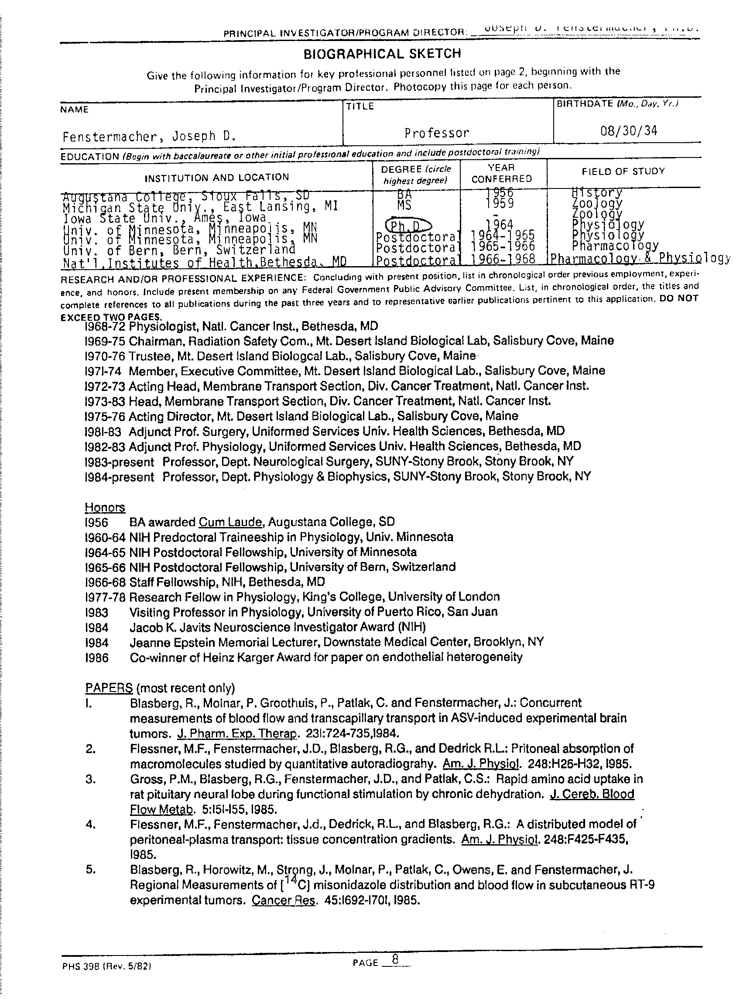 PRINCIPAL INVESTIGATOR/PROGRAM DIRECTOR: Joseph D. Fenstermacher, Ph.D.
BIOGRAPHICAL SKETCH
Give the following information for key professional personnel listed on page 2, beginning with the
Principal Investigator/Program Director. Photocopy this page for each person.
NAME TITLE BIRTHDATE (Mo., Day, Yr.)
Fenstermacher, Joseph D. Professor 08/30/34
EDUCATION (Begin with baccalaureate or other initial professional education and include postdoctoral training)
INSTITUTION AND LOCATION DEGREE (circle highest degree) YEAR CONFERRED FIELD OF STUDY
Augustana College, Sioux Falls, SD BA 1956 History
Michigan State Univ., East Lansing, MI MS 1959 Zoology
Iowa State Univ., Ames, Iowa - Zoology
Univ. of Minnesota, Minneapolis, MN Ph.D 1964 Physiology
Univ. of Minnesota, Minneapolis, MN Postdoctoral 1964-1965 Physiology
Univ. of Bern, Bern, Switzerland Postdoctoral 1965-1966 Pharmacology
Nat'l Institutes of Health, Bethesda, MD Postdoctoral 1966-1968 Pharmacology & Physiology
RESEARCH AND/OR PROFESSIONAL EXPERIENCE: Concluding with present position, list in chronological order previous employment, experi-
ence, and honors. Include present membership on any Federal Government Public Advisory Committee. List, in chronological order, the titles and
complete references to all publications during the past three years and to representative earlier publications pertinent to this application. DO NOT
EXCEED TWO PAGES.
1968-72 Physiologist, Natl. Cancer Inst., Bethesda, MD
1969-75 Chairman, Radiation Safety Com., Mt. Desert Island Biological Lab, Salisbury Cove, Maine
1970-76 Trustee, Mt. Desert Island Biologcal Lab., Salisbury Cove, Maine
1971-74 Member, Executive Committee, Mt. Desert Island Biological Lab., Salisbury Cove, Maine
1972-73 Acting Head, Membrane Transport Section, Div. Cancer Treatment, Natl. Cancer Inst.
1973-83 Head, Membrane Transport Section, Div. Cancer Treatment, Natl. Cancer Inst.
1975-76 Acting Director, Mt. Desert Island Biological Lab., Salisbury Cove, Maine
1981-83 Adjunct Prof. Surgery, Uniformed Services Univ. Health Sciences, Bethesda, MD
1982-83 Adjunct Prof. Physiology, Uniformed Services Univ. Health Sciences, Bethesda, MD
1983-present Professor, Dept. Neurological Surgery, SUNY-Stony Brook, Stony Brook, NY
1984-present Professor, Dept. Physiology & Biophysics, SUNY-Stony Brook, Stony Brook, NY
Honors
1956 BA awarded Cum Laude, Augustana College, SD
1960-64 NIH Predoctoral Traineeship in Physiology, Univ. Minnesota
1964-65 NIH Postdoctoral Fellowship, University of Minnesota
1965-66 NIH Postdoctoral Fellowship, University of Bern, Switzerland
1966-68 Staff Fellowship, NIH, Bethesda, MD
1977-78 Research Fellow in Physiology, King's College, University of London
1983 Visiting Professor in Physiology, University of Puerto Rico, San Juan
1984 Jacob K. Javits Neuroscience Investigator Award (NIH)
1984 Jeanne Epstein Memorial Lecturer, Downstate Medical Center, Brooklyn, NY
1986 Co-winner of Heinz Karger Award for paper on endothelial heterogeneity
PAPERS (most recent only)
1. Blasberg, R., Molnar, P. Groothuis, P., Patlak, C. and Fenstermacher, J.: Concurrent
measurements of blood flow and transcapillary transport in ASV-induced experimental brain
tumors. J. Pharm. Exp. Therap. 231:724-735,1984.
2. Flessner, M.F., Fenstermacher, J.D., Blasberg, R.G., and Dedrick R.L.: Pritoneal absorption of
macromolecules studied by quantitative autoradiograhy. Am. J. Physiol. 248:H26-H32, 1985.
3. Gross, P.M., Blasberg, R.G., Fenstermacher, J.D., and Patlak, C.S.: Rapid amino acid uptake in
rat pituitary neural lobe during functional stimulation by chronic dehydration. J. Cereb. Blood
Flow Metab. 5:151-155, 1985.
4. Flessner, M.F., Fenstermacher, J.d., Dedrick, R.L., and Blasberg, R.G.: A distributed model of
peritoneal-plasma transport: tissue concentration gradients. Am. J. Physiol. 248:F425-F435,
1985.
5. Blasberg, R., Horowitz, M., Strong, J., Molnar, P., Patlak, C., Owens, E. and Fenstermacher, J.
Regional Measurements of [14C] misonidazole distribution and blood flow in subcutaneous RT-9
experimental tumors. Cancer Res. 45:1692-1701, 1985.
PHS 398 (Rev. 5/82) PAGE 8